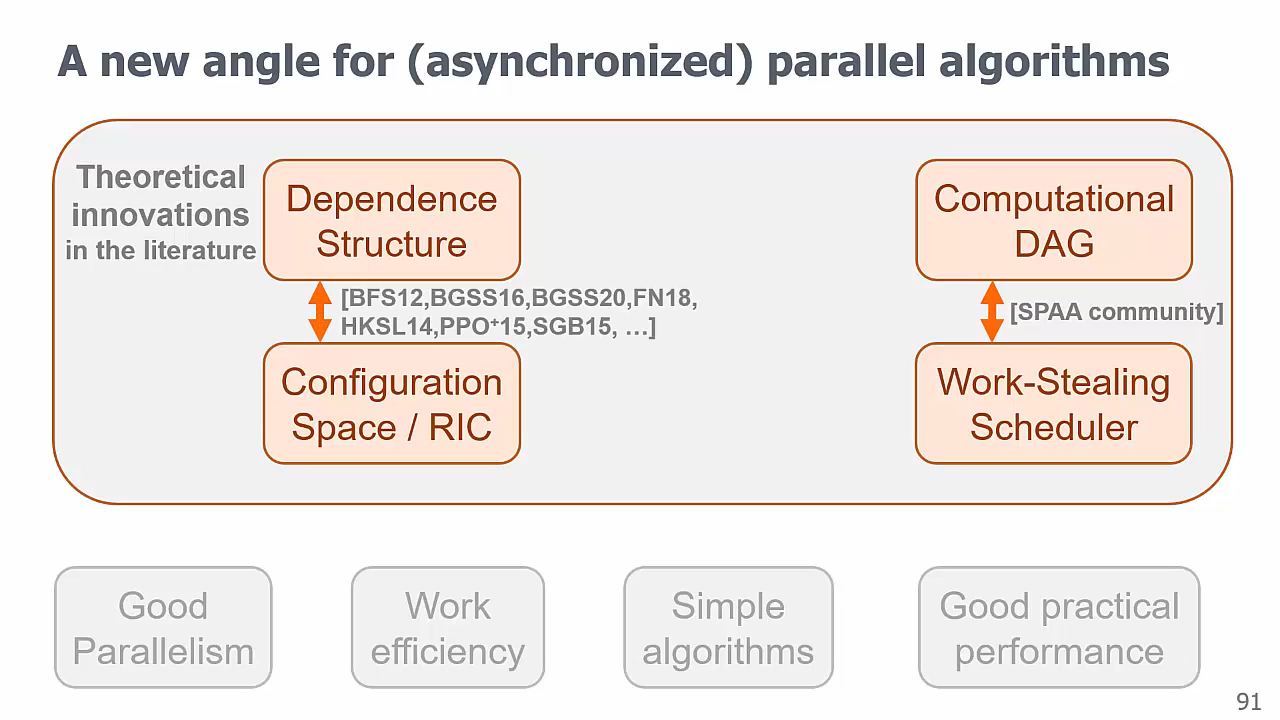 A new angle for (asynchronized) parallel algorithms
Theoretical
innovations
in the literature
Dependence
Structure
[BFS12,BGSS16,BGSS20,FN18,
HKSL14,PPO⁺15,SGB15, …]
Configuration
Space / RIC
Computational
DAG
[SPAA community]
Work-Stealing
Scheduler
Good
Parallelism
Work
efficiency
Simple
algorithms
Good practical
performance
91